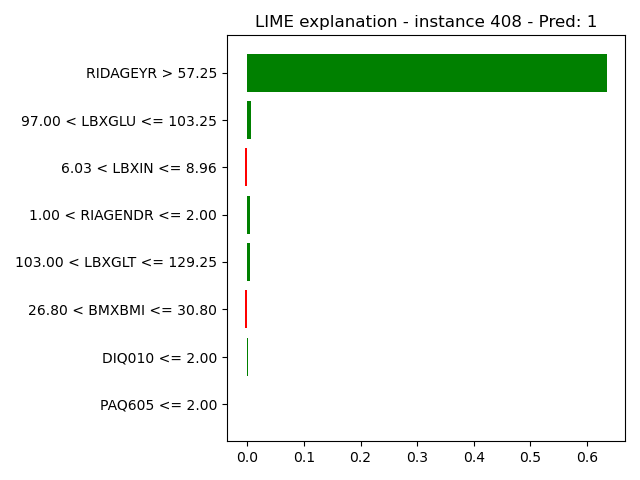 LIME explanation - instance 408 - Pred: 1
RIDAGEYR > 57.25
97.00 < LBXGLU <= 103.25
6.03 < LBXIN <= 8.96
1.00 < RIAGENDR <= 2.00
103.00 < LBXGLT <= 129.25
26.80 < BMXBMI <= 30.80
DIQ010 <= 2.00
PAQ605 <= 2.00
0.0 0.1 0.2 0.3 0.4 0.5 0.6